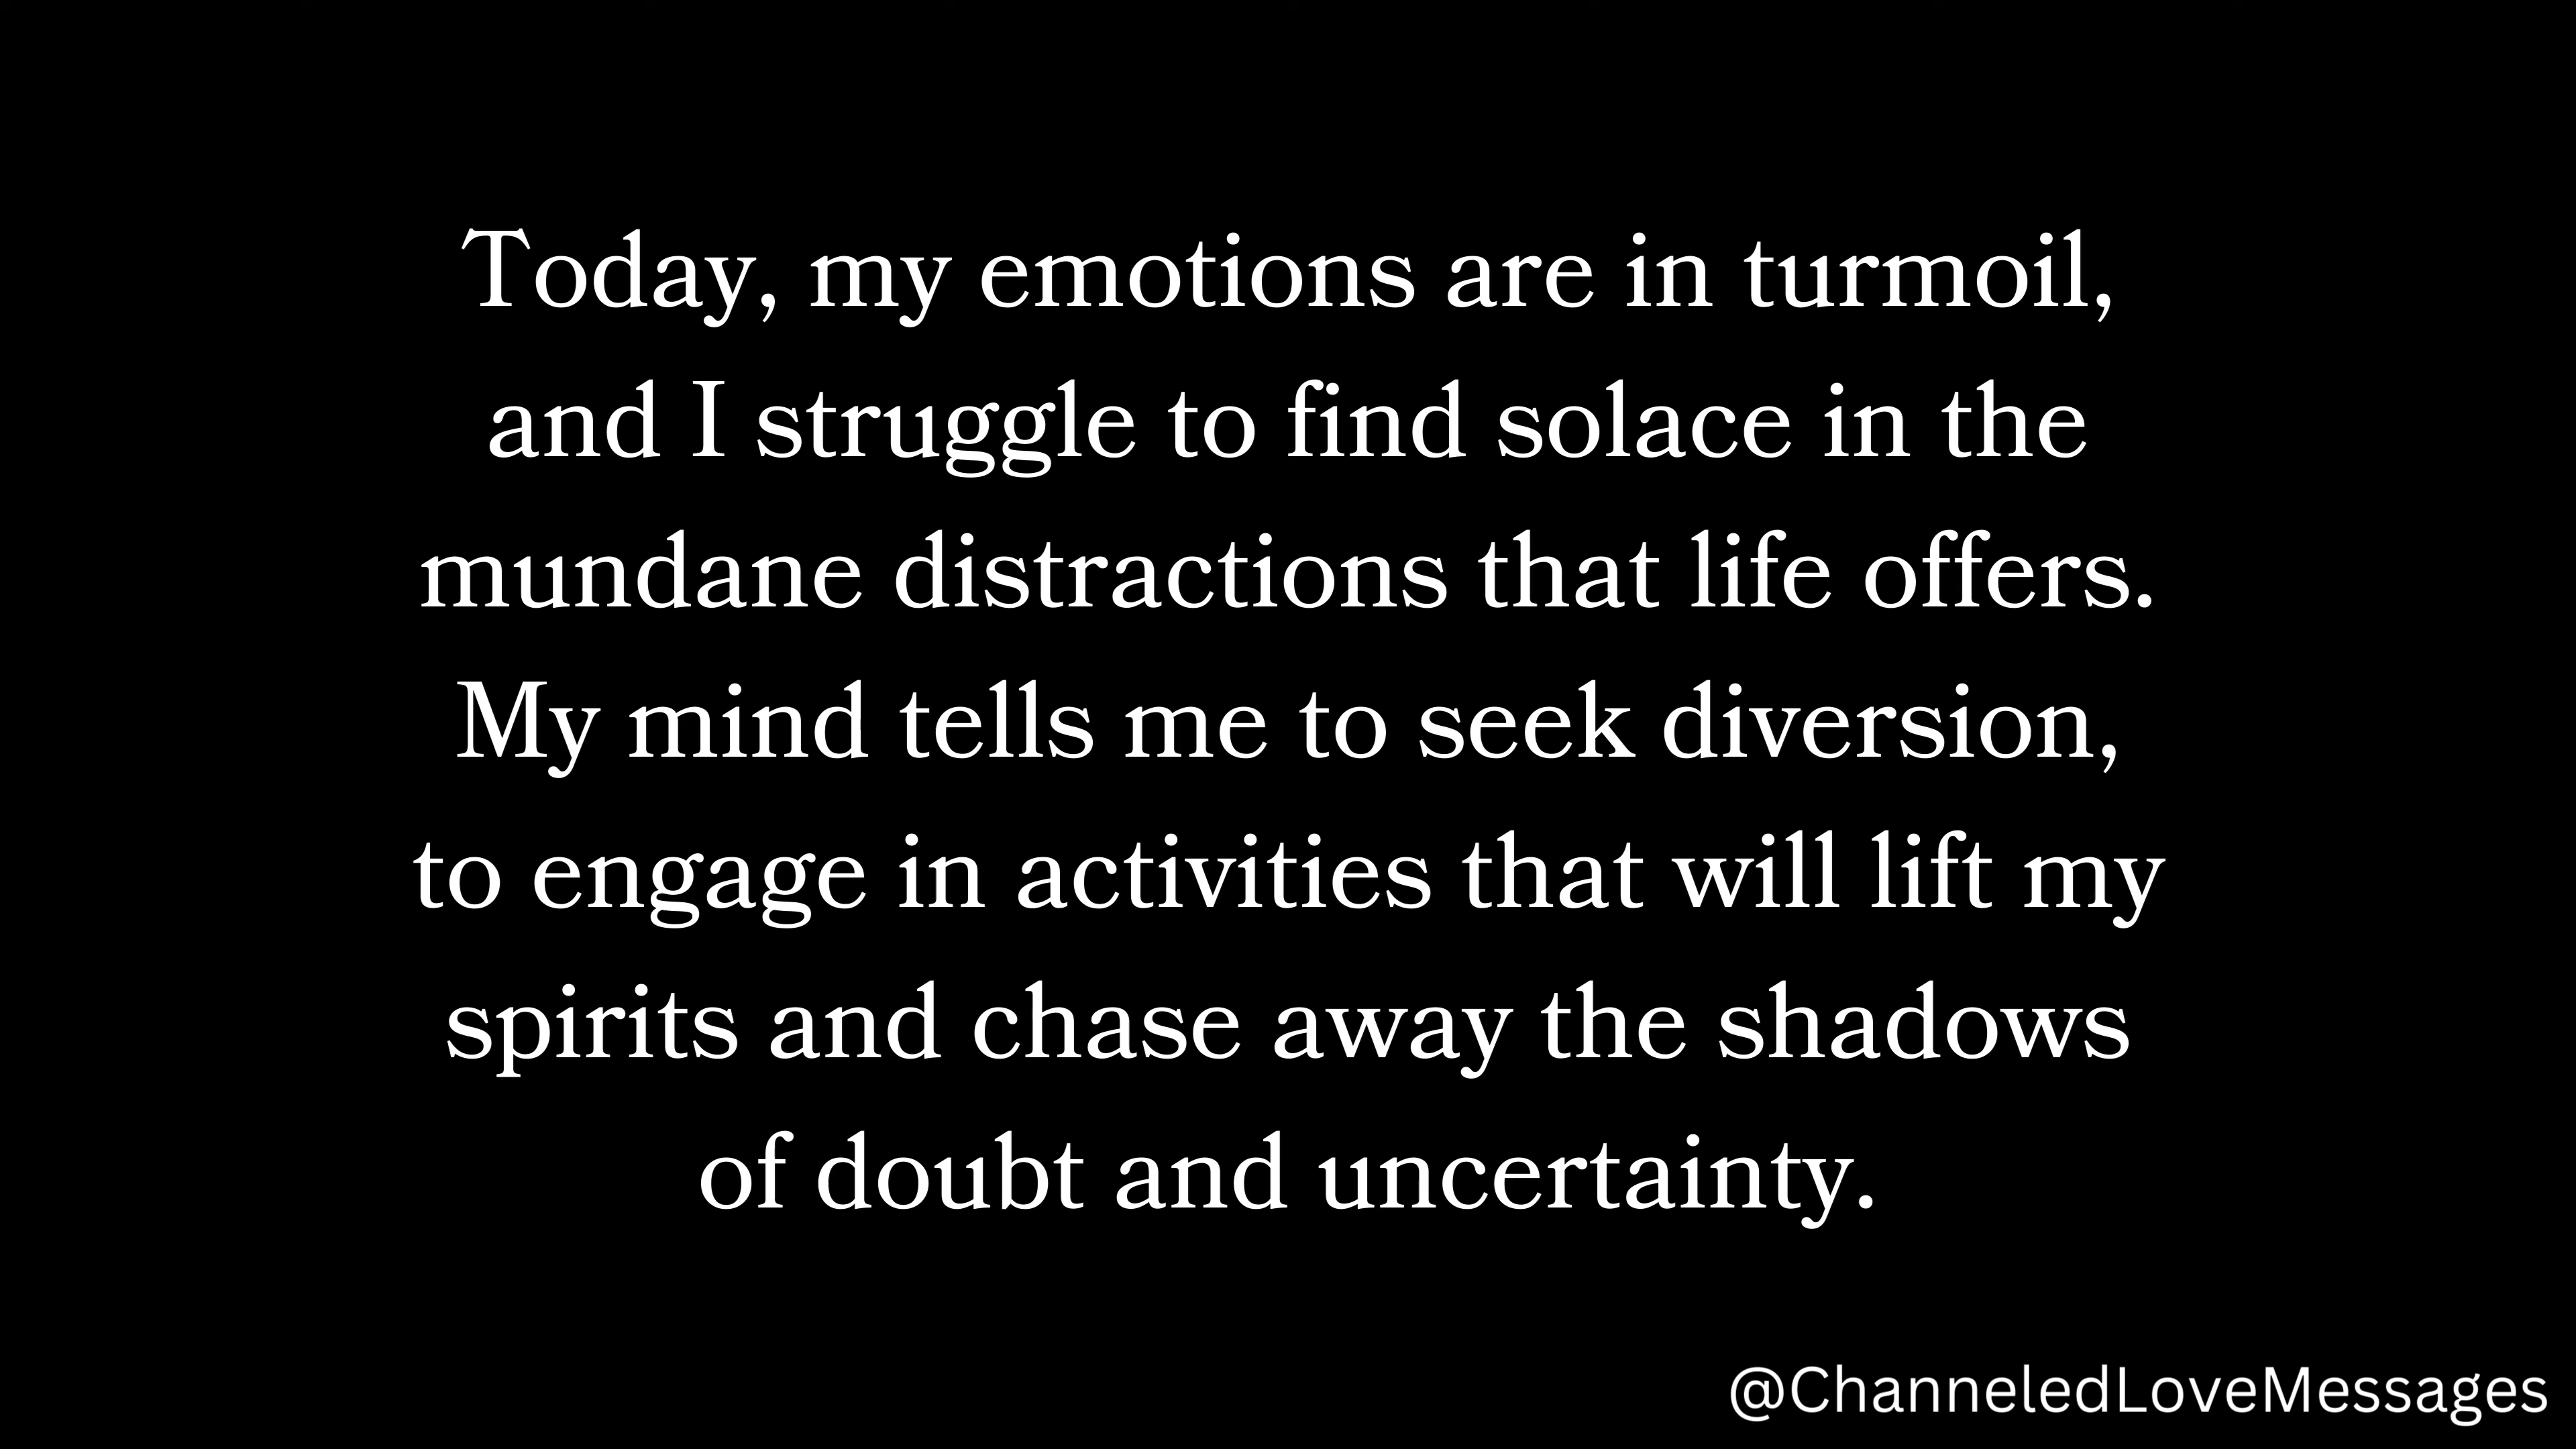 Today, my emotions are in turmoil,
and I struggle to find solace in the
mundane distractions that life offers.
My mind tells me to seek diversion,
to engage in activities that will lift my
spirits and chase away the shadows
of doubt and uncertainty.
@ChanneledLoveMessages